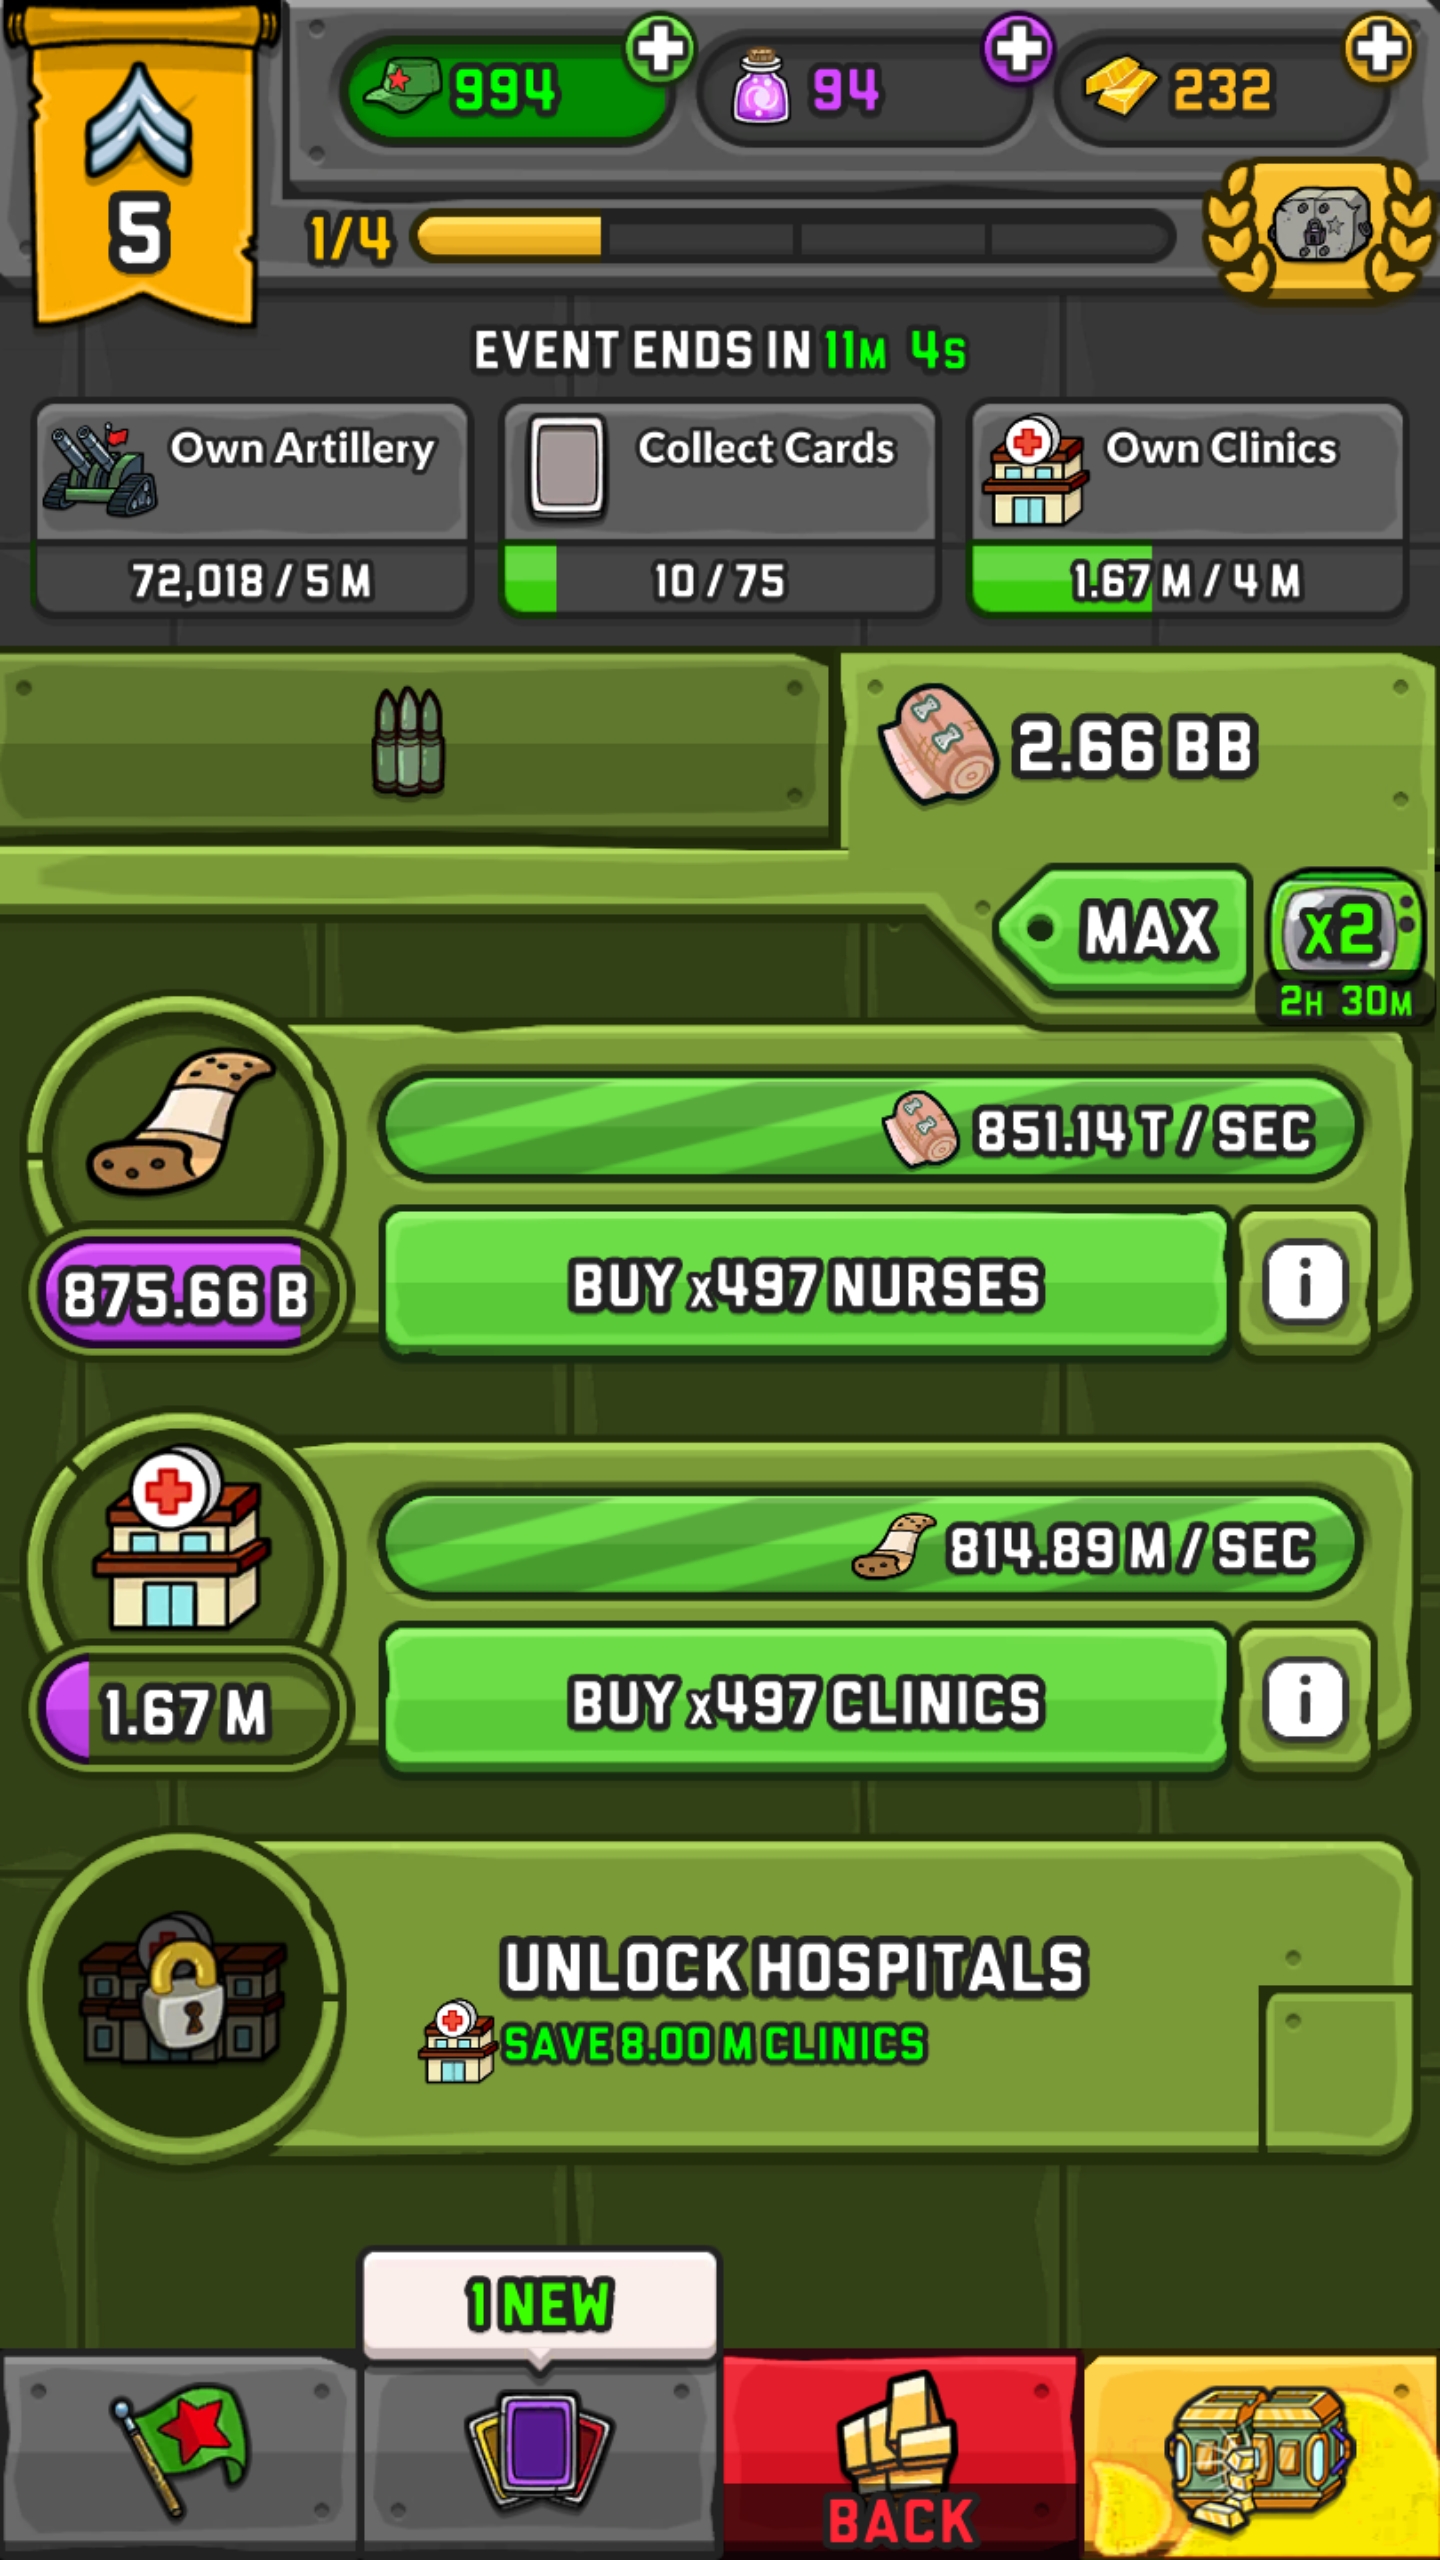 5
994
94
232
1/4
EVENT ENDS IN 11M 4S
Own Artillery
72,018 / 5 M
Collect Cards
10 / 75
Own Clinics
1.67 M / 4 M
2.66 BB
MAX
x2
2H 30M
851.14 T / SEC
875.66 B
BUY x497 NURSES
i
814.89 M / SEC
1.67 M
BUY x497 CLINICS
i
UNLOCK HOSPITALS
SAVE 8.00 M CLINICS
1 NEW
BACK